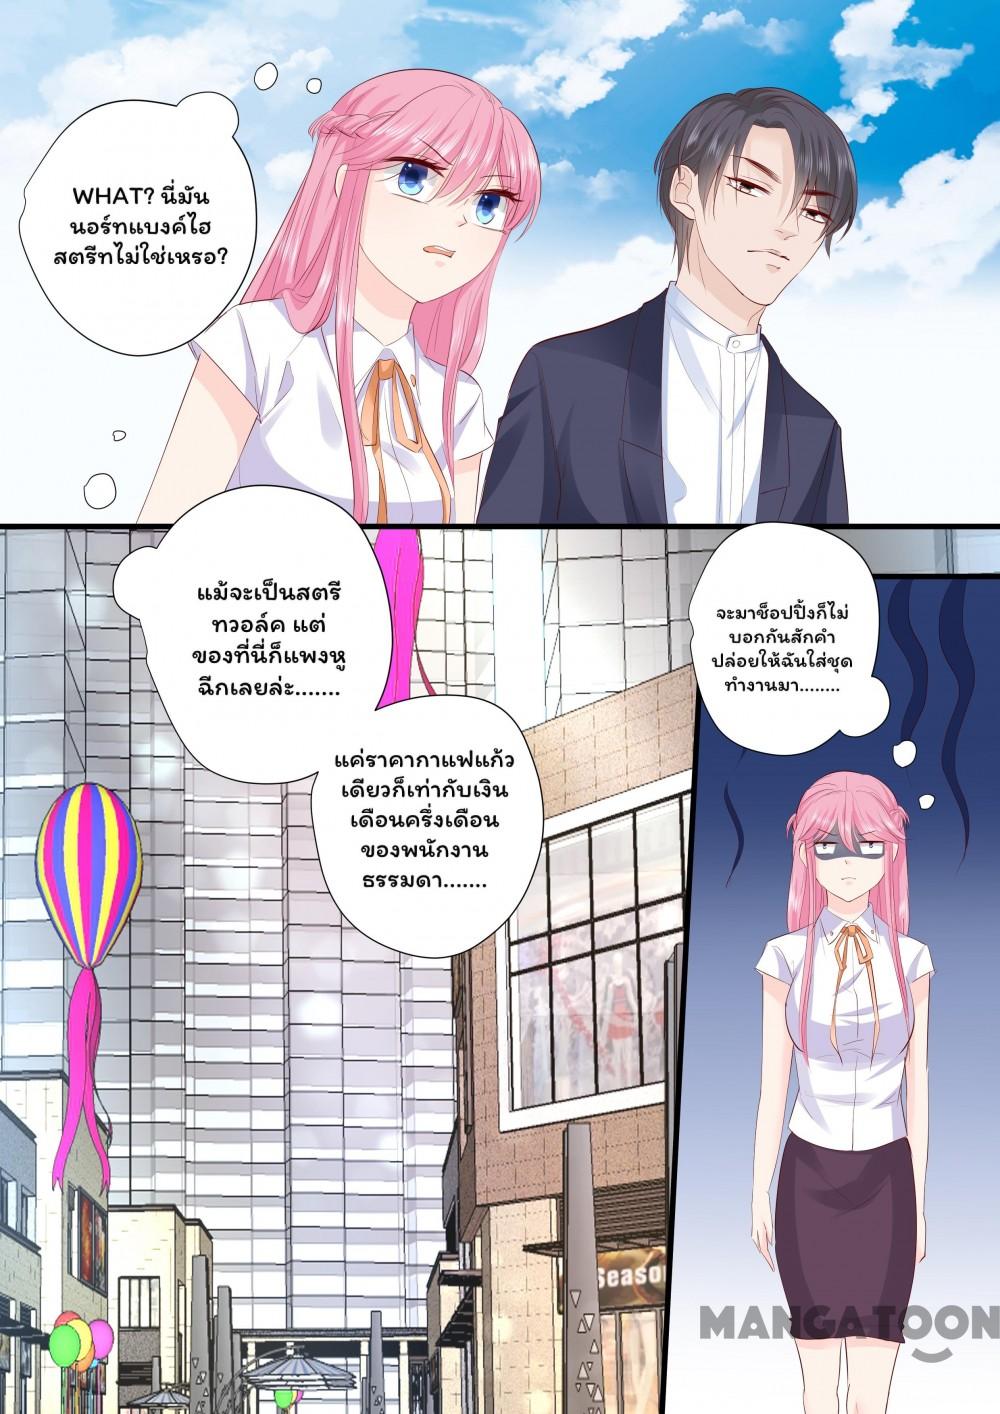 WHAT? นี่มัน
นอร์ทแบงค์ไฮ
สตรีทไม่ใช่เหรอ?
แม้จะเป็นสตรี
ทวอล์ค แต่
ของที่นี่ก็แพงหู
ฉีกเลยล่ะ.......
แค่ราคากาแฟแก้ว
เดียวก็เท่ากับเงิน
เดือนครึ่งเดือน
ของพนักงาน
ธรรมดา.......
จะมาช็อปปิ้งก็ไม่
บอกกันสักคำ
ปล่อยให้ฉันใส่ชุด
ทำงานมา........
Season
MANGATOON